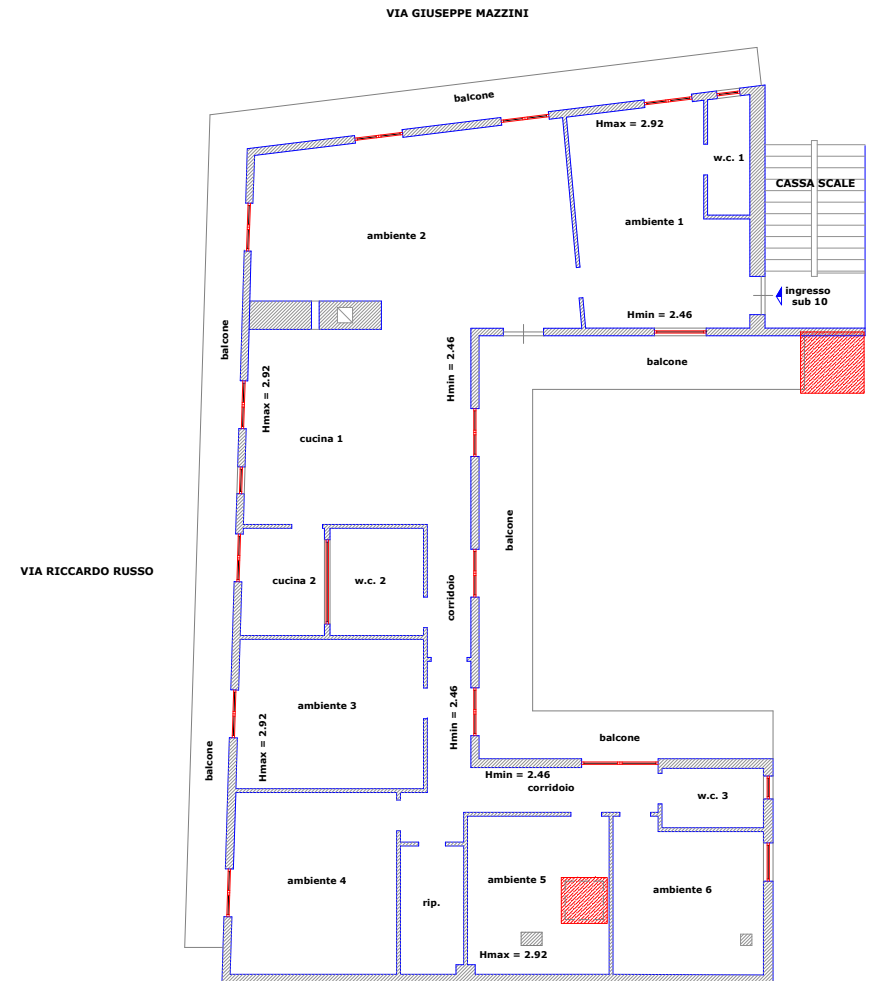 VIA GIUSEPPE MAZZINI
balcone
Hmax = 2.92
w.c. 1
CASSA SCALE
ambiente 1
ambiente 2
ingresso
sub 10
Hmin = 2.46
balcone
balcone
Hmin = 2.46
Hmax = 2.92
cucina 1
balcone
VIA RICCARDO RUSSO
cucina 2
w.c. 2
corridoio
ambiente 3
Hmin = 2.46
Hmax = 2.92
balcone
balcone
Hmin = 2.46
corridoio
w.c. 3
ambiente 4
ambiente 5
ambiente 6
rip.
Hmax = 2.92